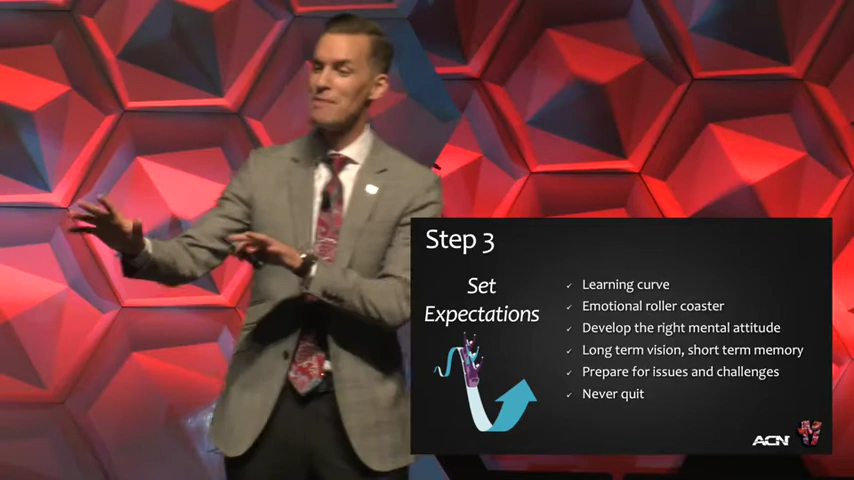 Step 3
Set
Expectations
Learning curve
Emotional roller coaster
Develop the right mental attitude
Long term vision, short term memory
Prepare for issues and challenges
Never quit
ACN